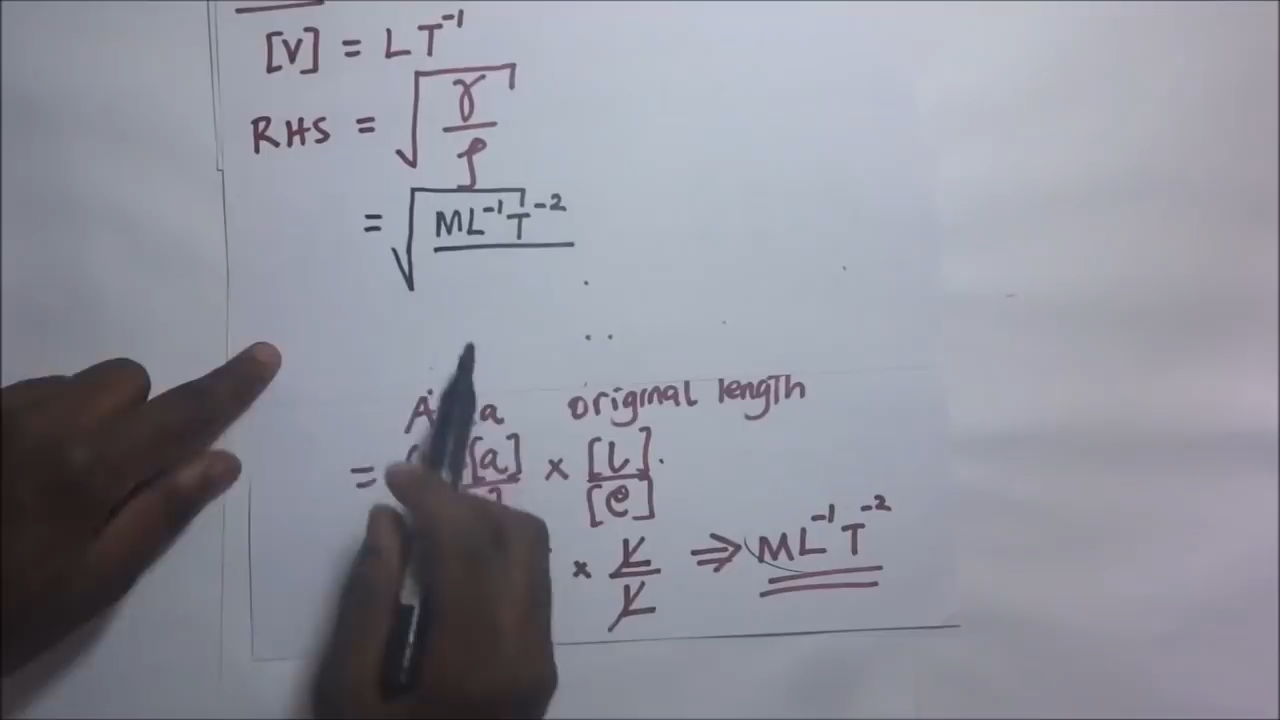 [V] = LT⁻¹
RHS = √(γ/ρ)
= √(ML⁻¹T⁻²
original length
= [a] × [l]/[e]
× L/L ⇒ ML⁻¹T⁻²